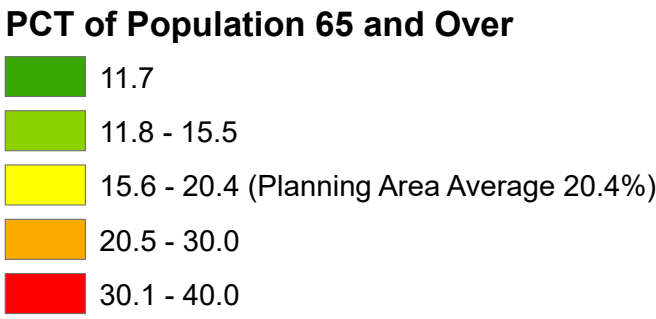 PCT of Population 65 and Over
11.7
11.8 - 15.5
15.6 - 20.4 (Planning Area Average 20.4%)
20.5 - 30.0
30.1 - 40.0